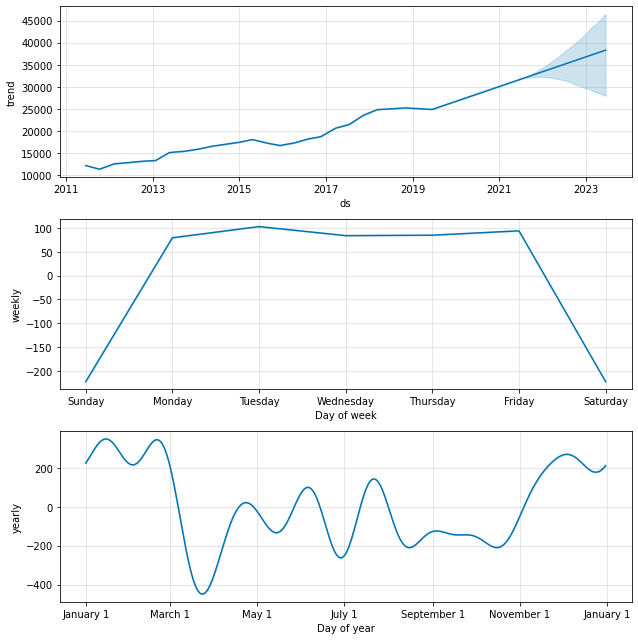 45000
40000
35000
30000
25000
20000
15000
10000
trend
2011 2013 2015 2017 2019 2021 2023
ds
100
50
0
−50
−100
−150
−200
weekly
Sunday Monday Tuesday Wednesday Thursday Friday Saturday
Day of week
200
0
−200
−400
yearly
January 1 March 1 May 1 July 1 September 1 November 1 January 1
Day of year